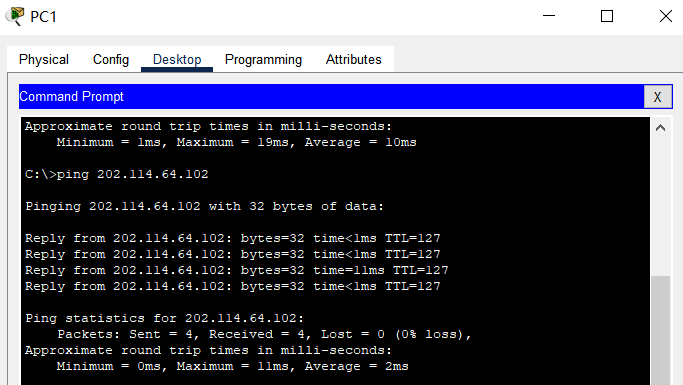 PC1
Physical Config Desktop Programming Attributes
Command Prompt X
Approximate round trip times in milli-seconds:
    Minimum = 1ms, Maximum = 19ms, Average = 10ms
C:\>ping 202.114.64.102
Pinging 202.114.64.102 with 32 bytes of data:
Reply from 202.114.64.102: bytes=32 time<1ms TTL=127
Reply from 202.114.64.102: bytes=32 time<1ms TTL=127
Reply from 202.114.64.102: bytes=32 time=11ms TTL=127
Reply from 202.114.64.102: bytes=32 time<1ms TTL=127
Ping statistics for 202.114.64.102:
    Packets: Sent = 4, Received = 4, Lost = 0 (0% loss),
Approximate round trip times in milli-seconds:
    Minimum = 0ms, Maximum = 11ms, Average = 2ms